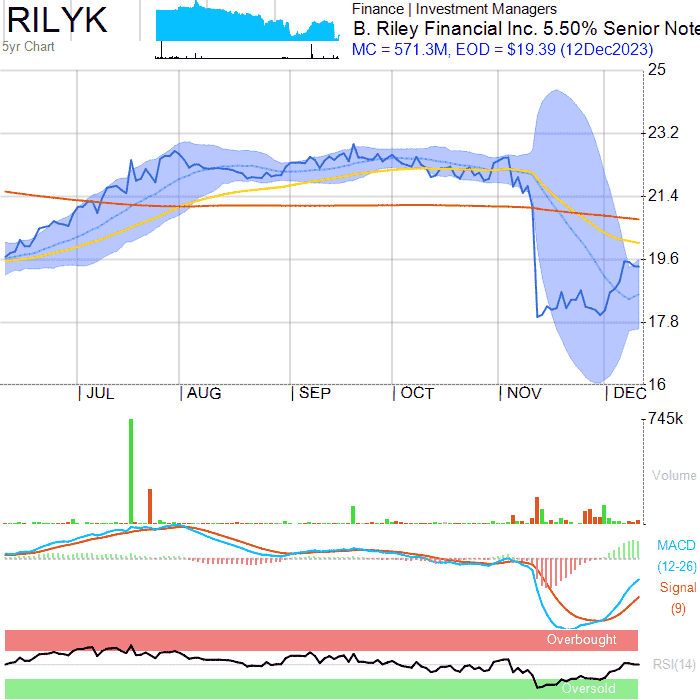 RILYK
5yr Chart
Finance | Investment Managers
B. Riley Financial Inc. 5.50% Senior Note
MC = 571.3M, EOD = $19.39 (12Dec2023)
25
23.2
21.4
19.6
17.8
16
JUL AUG SEP OCT NOV DEC
745k
Volume
MACD
(12-26)
Signal
(9)
Overbought
RSI(14)
Oversold